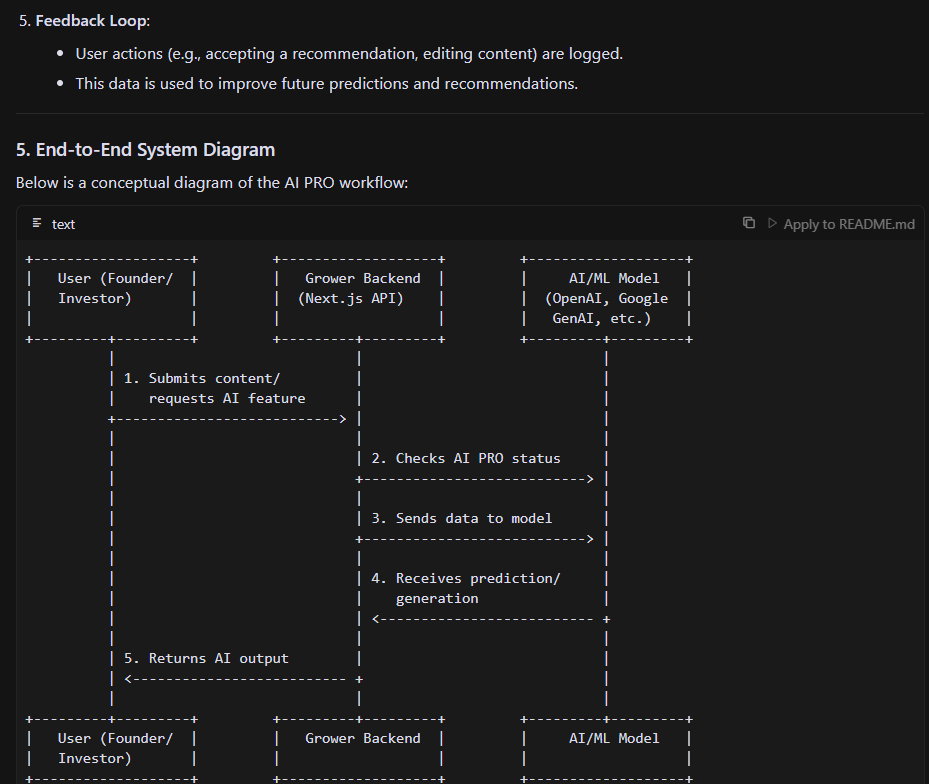 5. Feedback Loop:
• User actions (e.g., accepting a recommendation, editing content) are logged.
• This data is used to improve future predictions and recommendations.
5. End-to-End System Diagram
Below is a conceptual diagram of the AI PRO workflow:
text Apply to README.md
+-------------------+         +-------------------+         +-------------------+
|   User (Founder/  |         |   Grower Backend  |         |     AI/ML Model   |
|   Investor)       |         |  (Next.js API)    |         |  (OpenAI, Google  |
|                   |         |                   |         |   GenAI, etc.)    |
+---------+---------+         +---------+---------+         +---------+---------+
          |                             |                             |
          | 1. Submits content/         |                             |
          |    requests AI feature      |                             |
          +---------------------------> |                             |
          |                             |                             |
          |                             | 2. Checks AI PRO status     |
          |                             +---------------------------> |
          |                             |                             |
          |                             | 3. Sends data to model      |
          |                             +---------------------------> |
          |                             |                             |
          |                             | 4. Receives prediction/     |
          |                             |    generation               |
          |                             | <-------------------------- +
          |                             |                             |
          | 5. Returns AI output        |                             |
          | <-------------------------- +                             |
          |                             |                             |
+---------+---------+         +---------+---------+         +---------+---------+
|   User (Founder/  |         |   Grower Backend  |         |     AI/ML Model   |
|   Investor)       |         |                   |         |                   |
+-------------------+         +-------------------+         +-------------------+